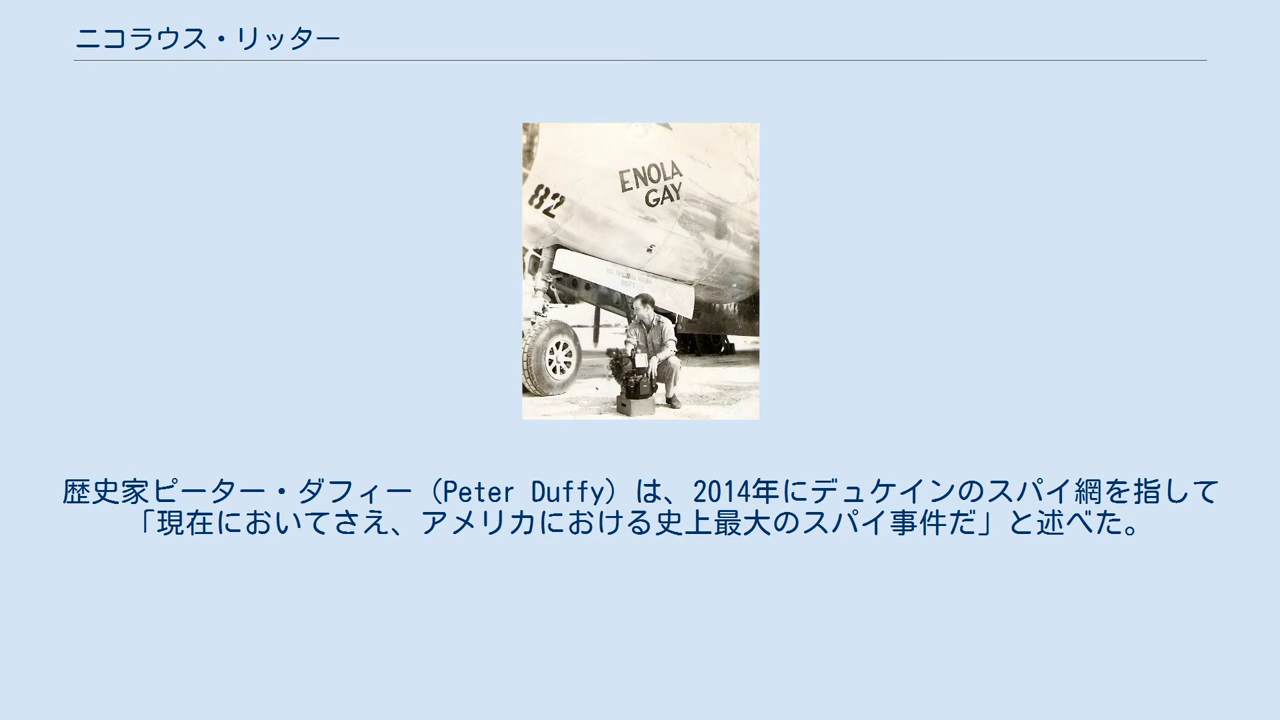 ニコラウス・リッター
ENOLA
GAY
82
歴史家ピーター・ダフィー（Peter Duffy）は、2014年にデュケインのスパイ網を指して
「現在においてさえ、アメリカにおける史上最大のスパイ事件だ」と述べた。